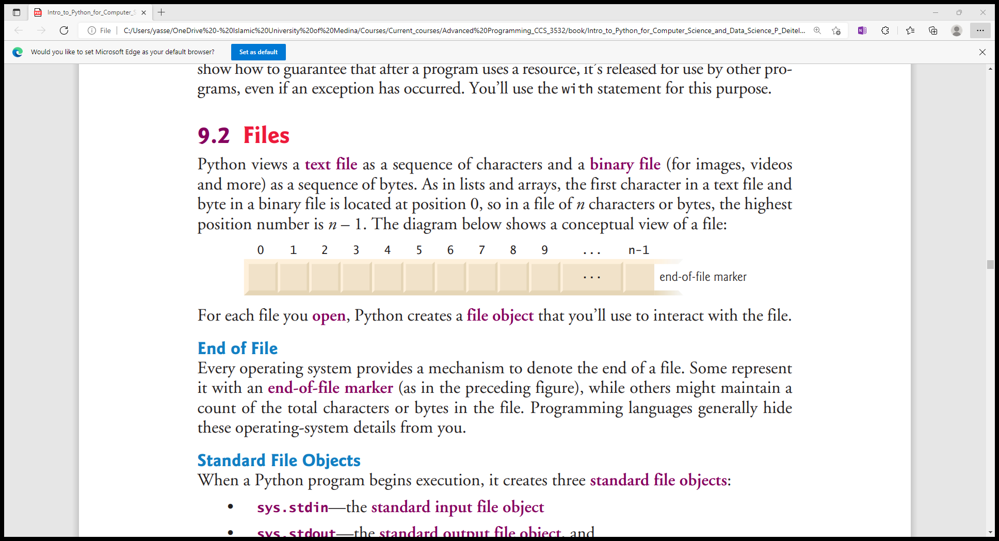 Intro_to_Python_for_Computer_S
File
C:/Users/yasse/OneDrive%20-%20Islamic%20University%20of%20Medina/Courses/Current_courses/Advanced%20Programming_CCS_3532/book/Intro_to_Python_for_Computer_Science_and_Data_Science_P_Deitel...
Would you like to set Microsoft Edge as your default browser?
Set as default
show how to guarantee that after a program uses a resource, it’s released for use by other pro-
grams, even if an exception has occurred. You’ll use the with statement for this purpose.
9.2 Files
Python views a text file as a sequence of characters and a binary file (for images, videos
and more) as a sequence of bytes. As in lists and arrays, the first character in a text file and
byte in a binary file is located at position 0, so in a file of n characters or bytes, the highest
position number is n – 1. The diagram below shows a conceptual view of a file:
0 1 2 3 4 5 6 7 8 9 ... n-1
... end-of-file marker
For each file you open, Python creates a file object that you’ll use to interact with the file.
End of File
Every operating system provides a mechanism to denote the end of a file. Some represent
it with an end-of-file marker (as in the preceding figure), while others might maintain a
count of the total characters or bytes in the file. Programming languages generally hide
these operating-system details from you.
Standard File Objects
When a Python program begins execution, it creates three standard file objects:
• sys.stdin—the standard input file object
• sys.stdout—the standard output file object, and